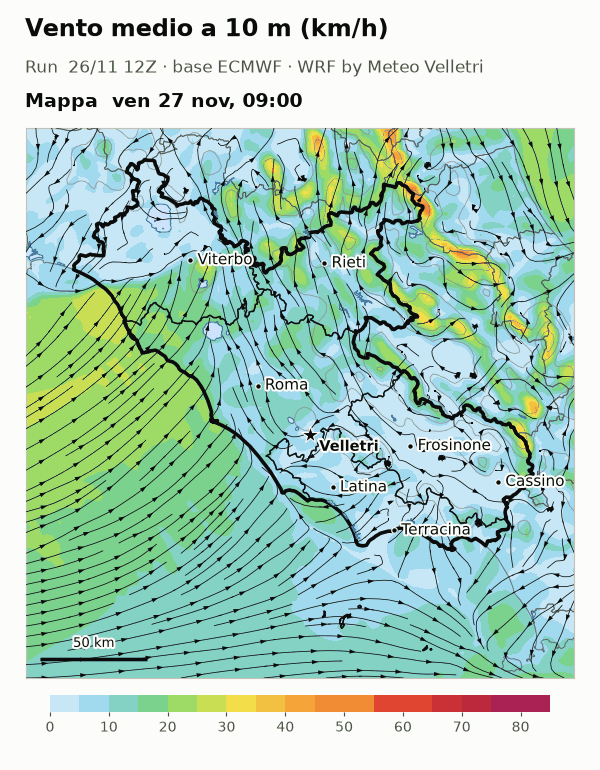 Vento medio a 10 m (km/h)
Run  26/11 12Z · base ECMWF · WRF by Meteo Velletri
Mappa  ven 27 nov, 09:00
Viterbo
Rieti
Roma
Velletri
Frosinone
Cassino
Latina
Terracina
50 km
0 10 20 30 40 50 60 70 80